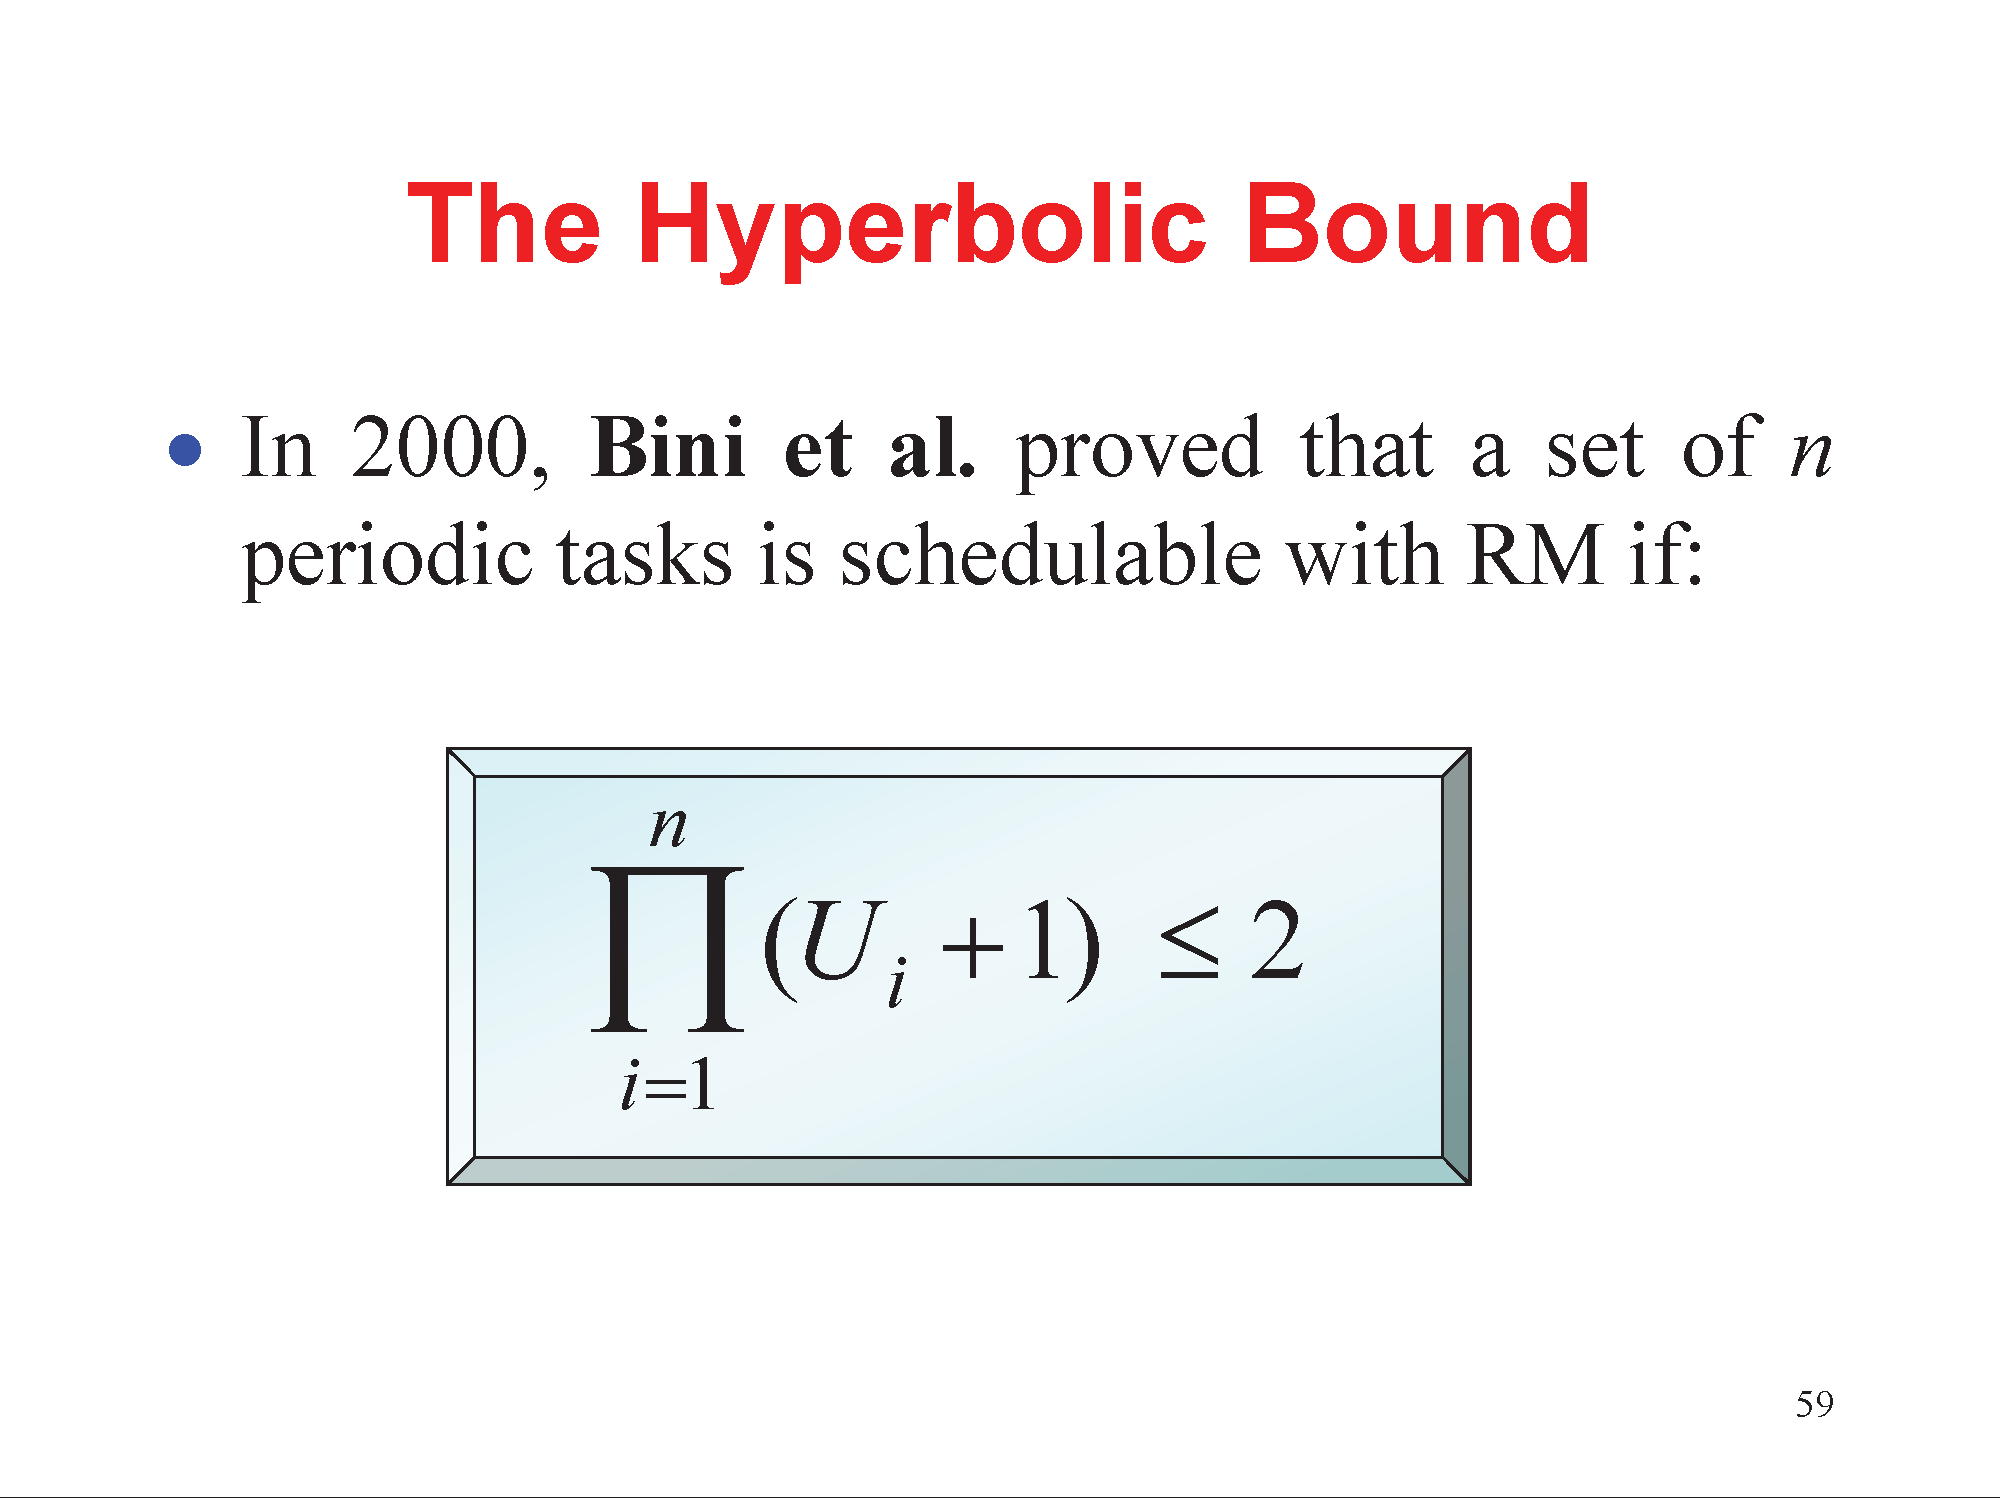 The Hyperbolic Bound
• In 2000, Bini et al. proved that a set of n
periodic tasks is schedulable with RM if:
n
∏ (U i + 1) ≤ 2
i=1
59